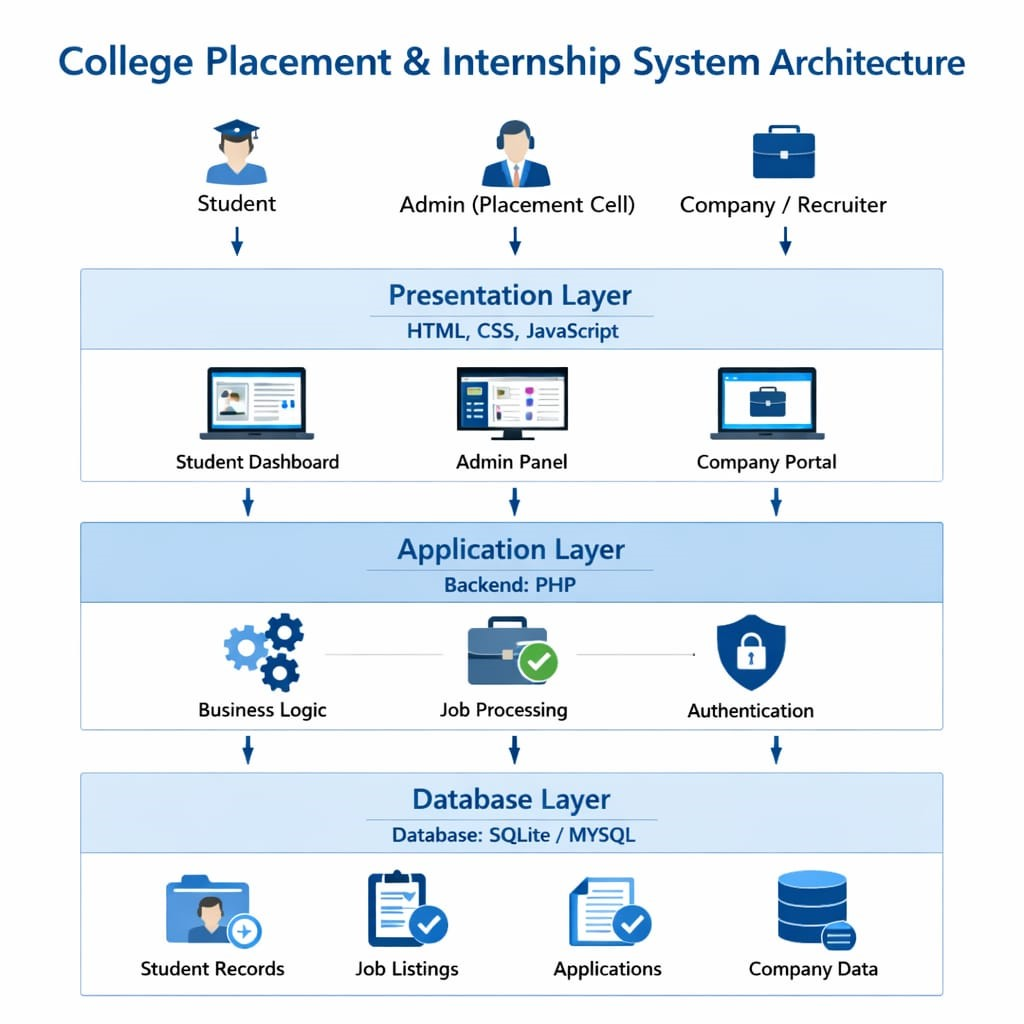 College Placement & Internship System Architecture
Student
Admin (Placement Cell)
Company / Recruiter
Presentation Layer
HTML, CSS, JavaScript
Student Dashboard
Admin Panel
Company Portal
Application Layer
Backend: PHP
Business Logic
Job Processing
Authentication
Database Layer
Database: SQLite / MYSQL
Student Records
Job Listings
Applications
Company Data